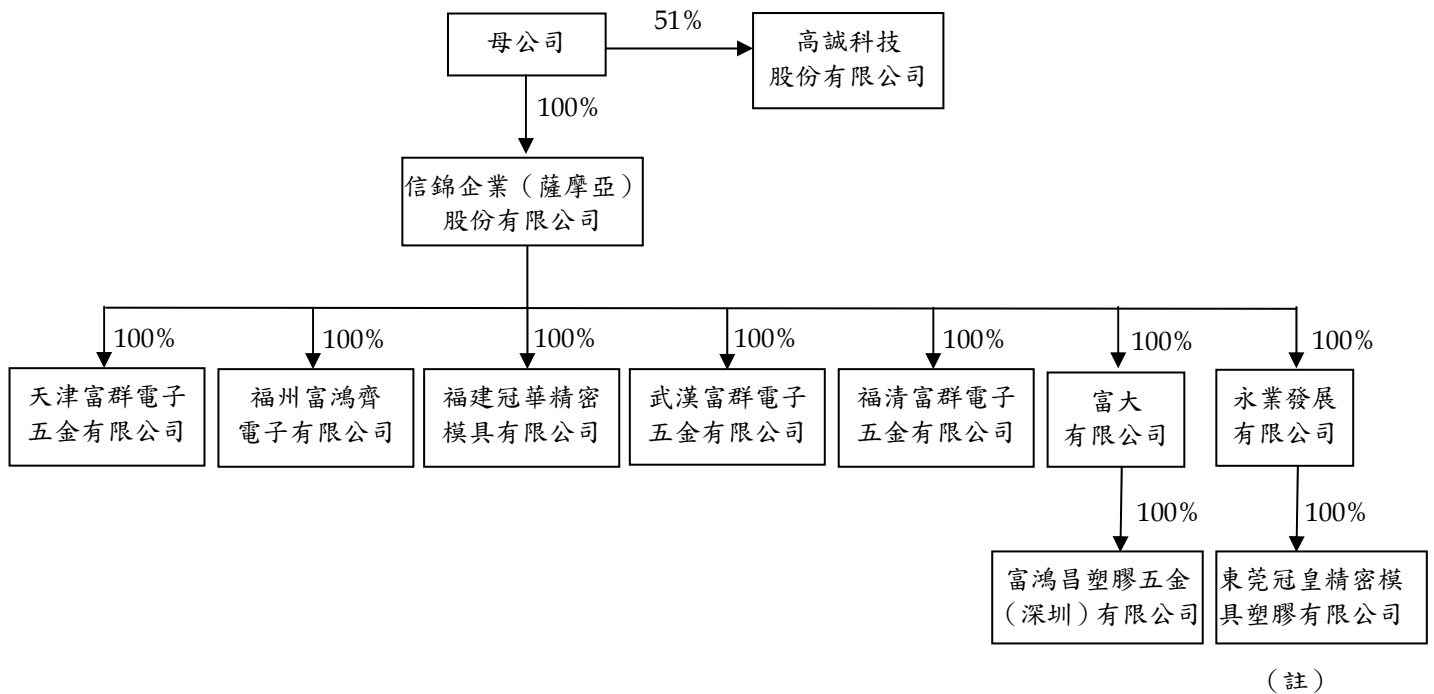 母公司
51%
高誠科技
股份有限公司
100%
信錦企業（薩摩亞）
股份有限公司
100%
100%
100%
100%
100%
100%
100%
天津富群電子
五金有限公司
福州富鴻齊
電子有限公司
福建冠華精密
模具有限公司
武漢富群電子
五金有限公司
福清富群電子
五金有限公司
富大
有限公司
永業發展
有限公司
100%
100%
富鴻昌塑膠五金
（深圳）有限公司
東莞冠皇精密模
具塑膠有限公司
（註）